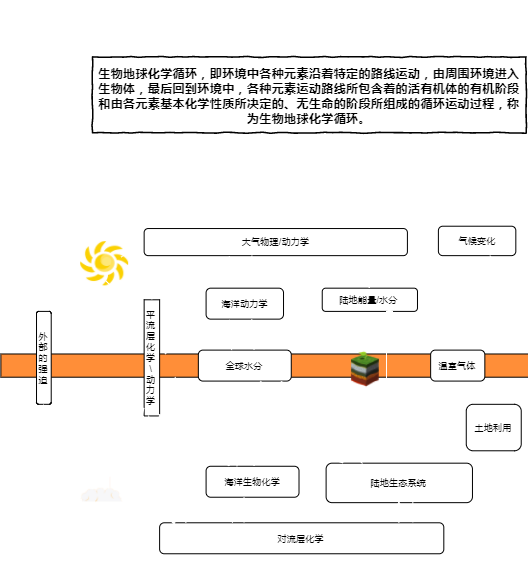 生物地球化学循环，即环境中各种元素沿着特定的路线运动，由周围环境进入
生物体，最后回到环境中，各种元素运动路线所包含着的活有机体的有机阶段
和由各元素基本化学性质所决定的、无生命的阶段所组成的循环运动过程，称
为生物地球化学循环。
大气物理/动力学
气候变化
海洋动力学
陆地能量/水分
外部的强迫
平流层化学\动力学
全球水分
温室气体
土地利用
海洋生物化学
陆地生态系统
对流层化学